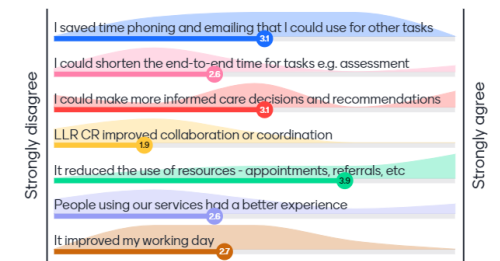 Strongly disagree
I saved time phoning and emailing that I could use for other tasks
3.1
I could shorten the end-to-end time for tasks e.g. assessment
2.6
I could make more informed care decisions and recommendations
3.1
LLR CR improved collaboration or coordination
1.9
It reduced the use of resources - appointments, referrals, etc
3.9
People using our services had a better experience
2.6
It improved my working day
2.7
Strongly agree